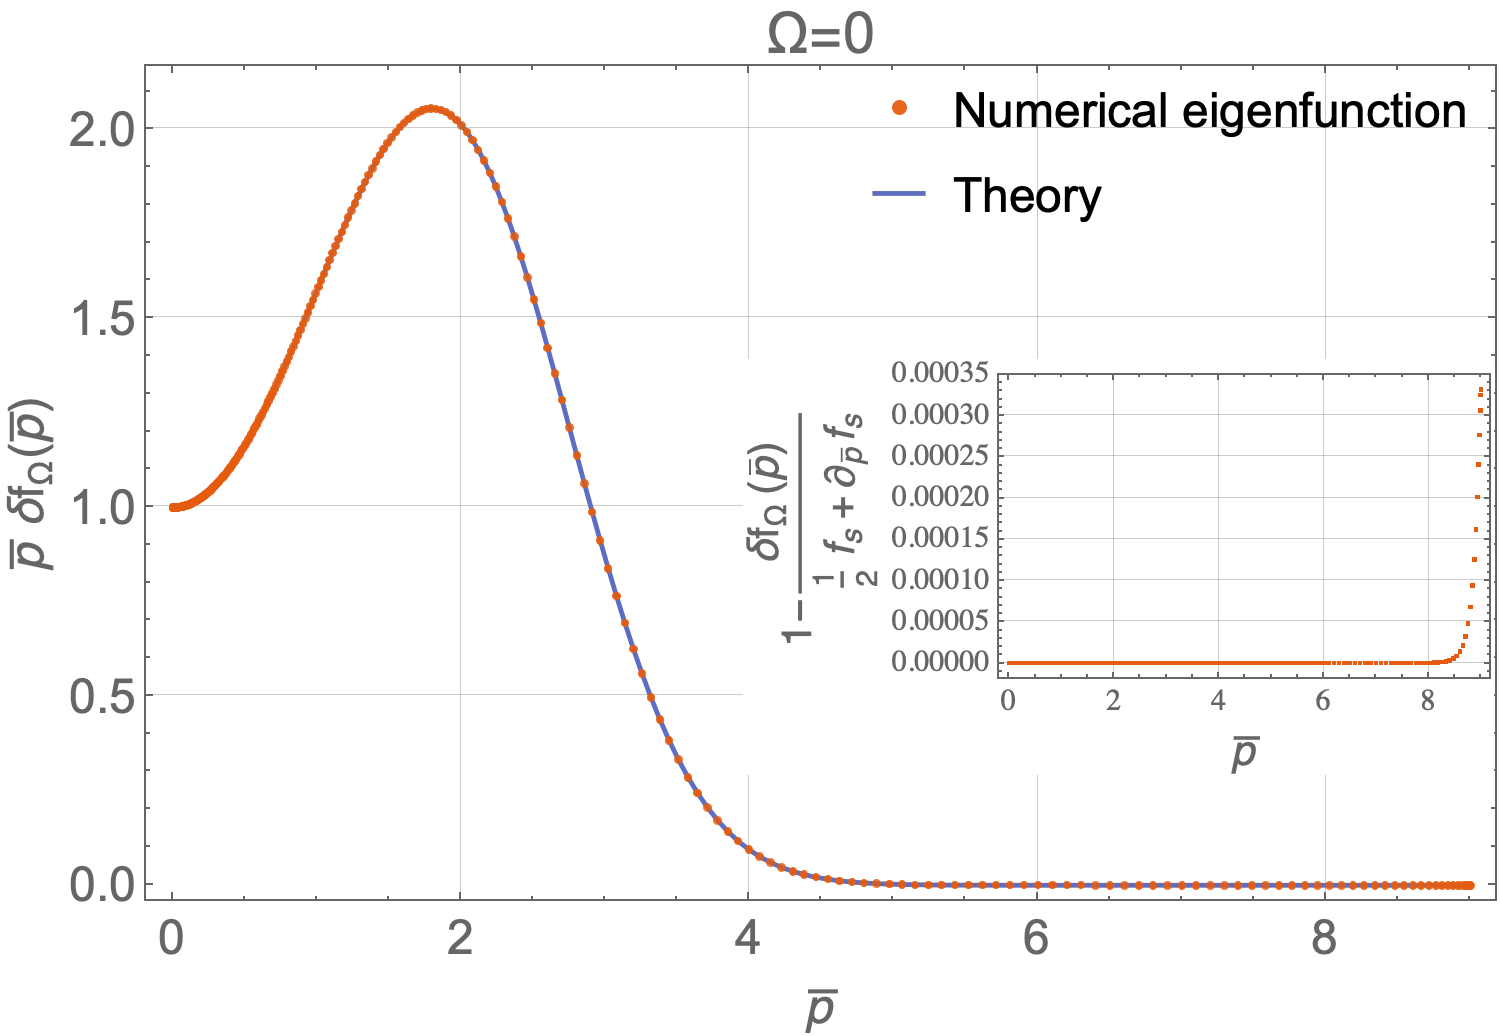 Ω=0
Numerical eigenfunction
Theory
p̅ δf_Ω(p̅)
2.0
1.5
1.0
0.5
0.0
0 2 4 6 8
p̅
1-δf_Ω(p̅)/(1/2 f_s+∂_p̅ f_s)
0.00035
0.00030
0.00025
0.00020
0.00015
0.00010
0.00005
0.00000
0 2 4 6 8
p̅